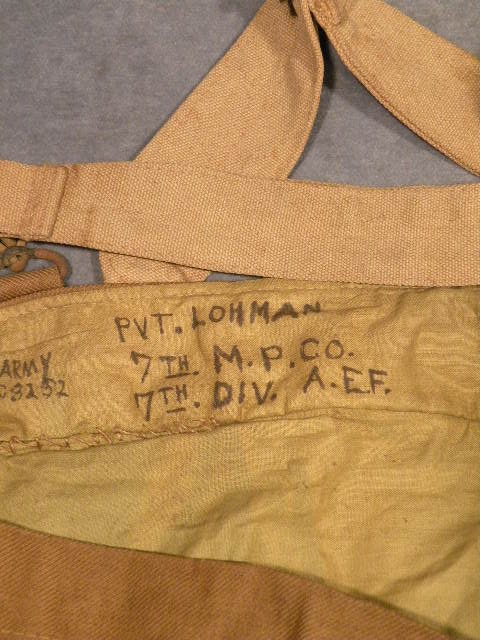 PVT. LOHMAN
7TH. M.P.CO.
7TH. DIV. A.E.F.
ARMY